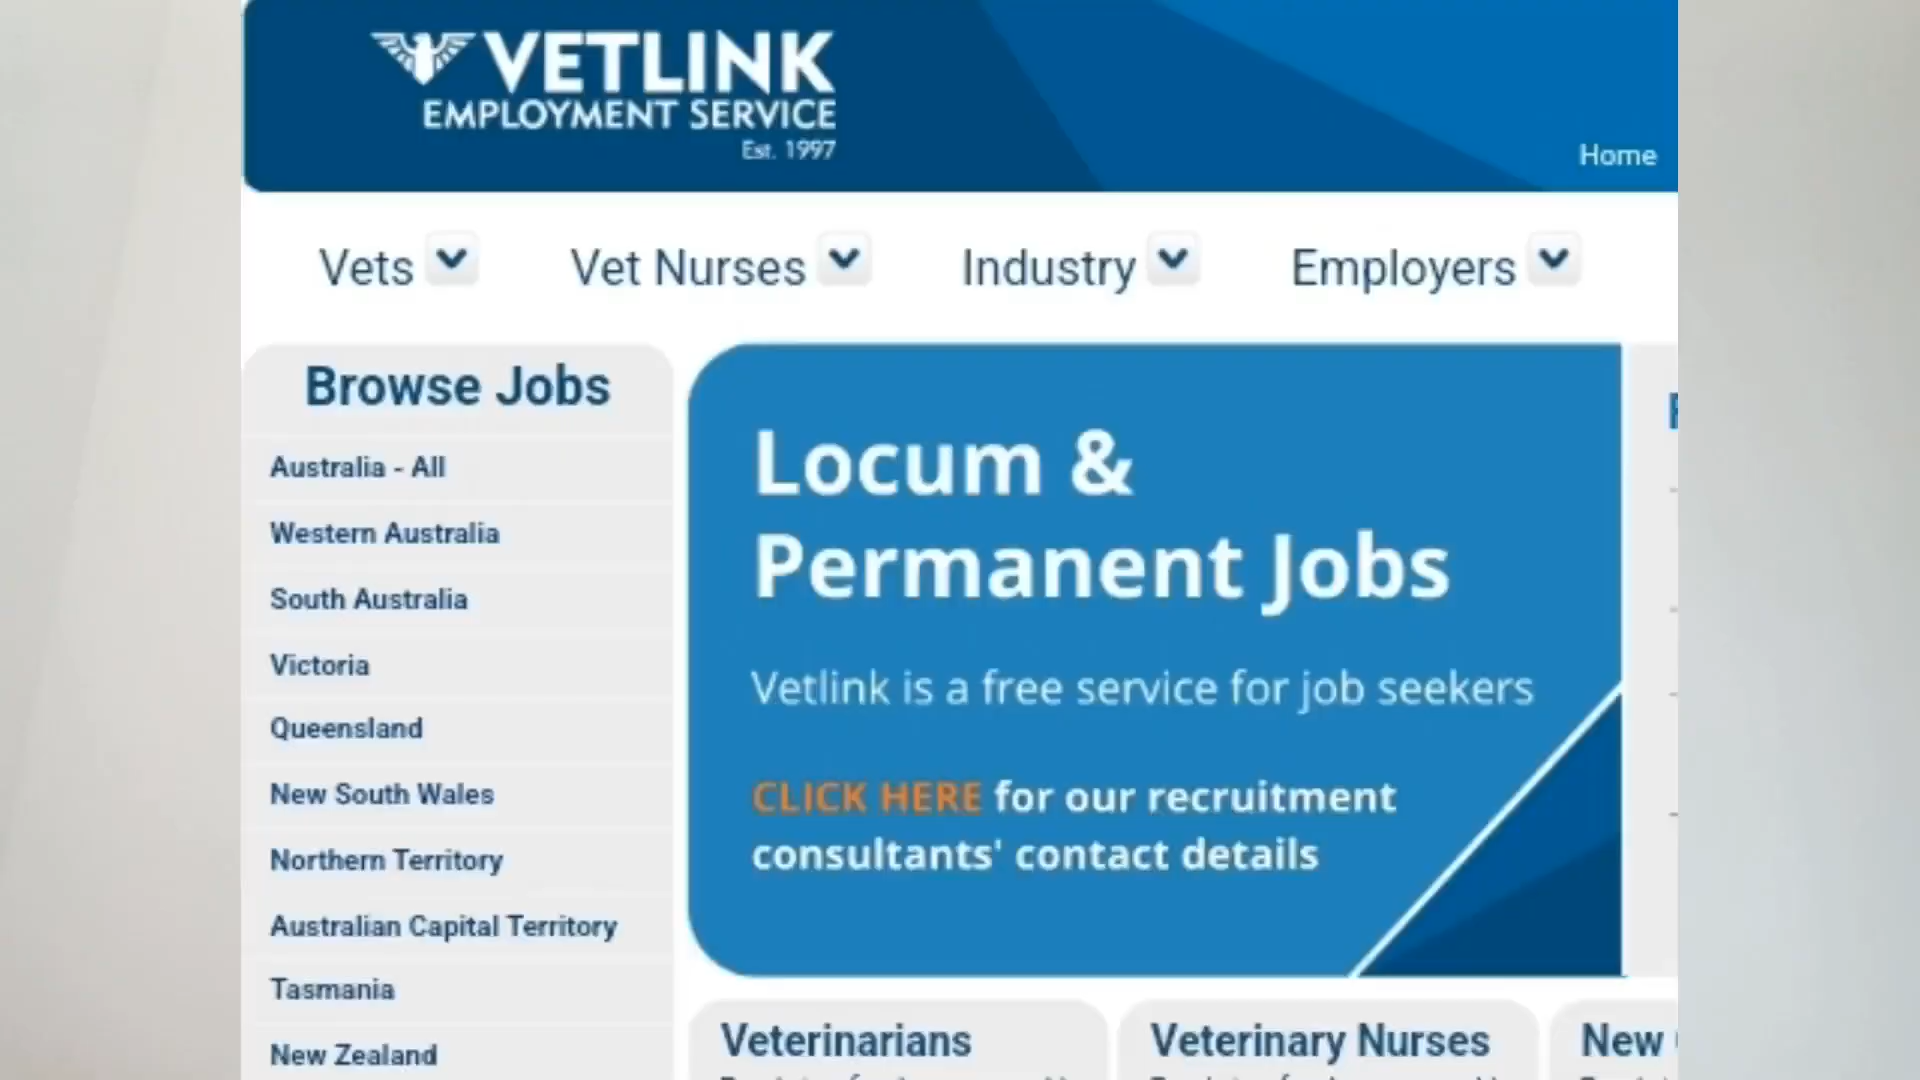 VETLINK
EMPLOYMENT SERVICE
Est. 1997
Home
Vets
Vet Nurses
Industry
Employers
Browse Jobs
Australia - All
Western Australia
South Australia
Victoria
Queensland
New South Wales
Northern Territory
Australian Capital Territory
Tasmania
New Zealand
Locum &
Permanent Jobs
Vetlink is a free service for job seekers
CLICK HERE for our recruitment
consultants' contact details
Veterinarians
Veterinary Nurses
New